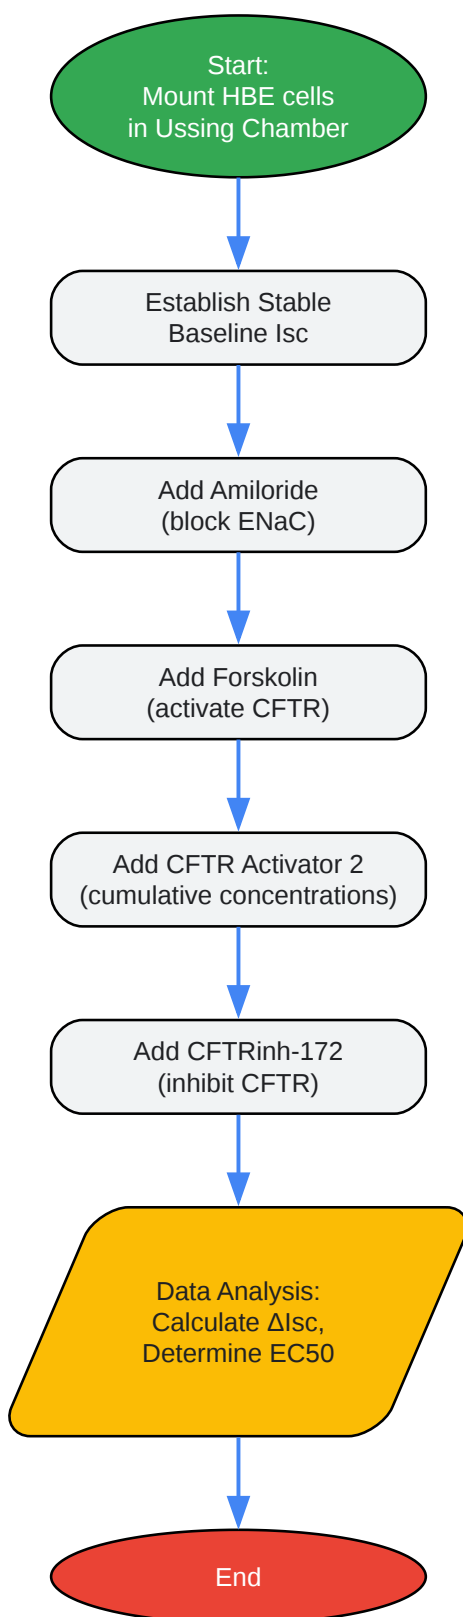 Start:
Mount HBE cells
in Ussing Chamber
Establish Stable
Baseline Isc
Add Amiloride
(block ENaC)
Add Forskolin
(activate CFTR)
Add CFTR Activator 2
(cumulative concentrations)
Add CFTRinh-172
(inhibit CFTR)
Data Analysis:
Calculate ΔIsc,
Determine EC50
End